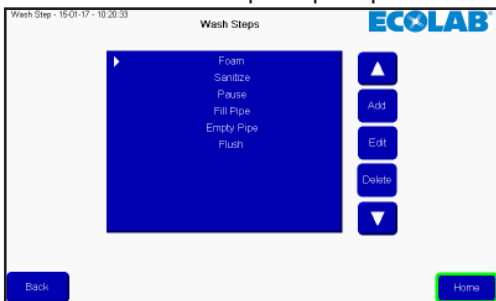 Wash Step - 15-01-17 - 10:20:33
Wash Steps
ECOLAB
Foam
Sanitize
Pause
Fill Pipe
Empty Pipe
Flush
Add
Edit
Delete
Back
Home